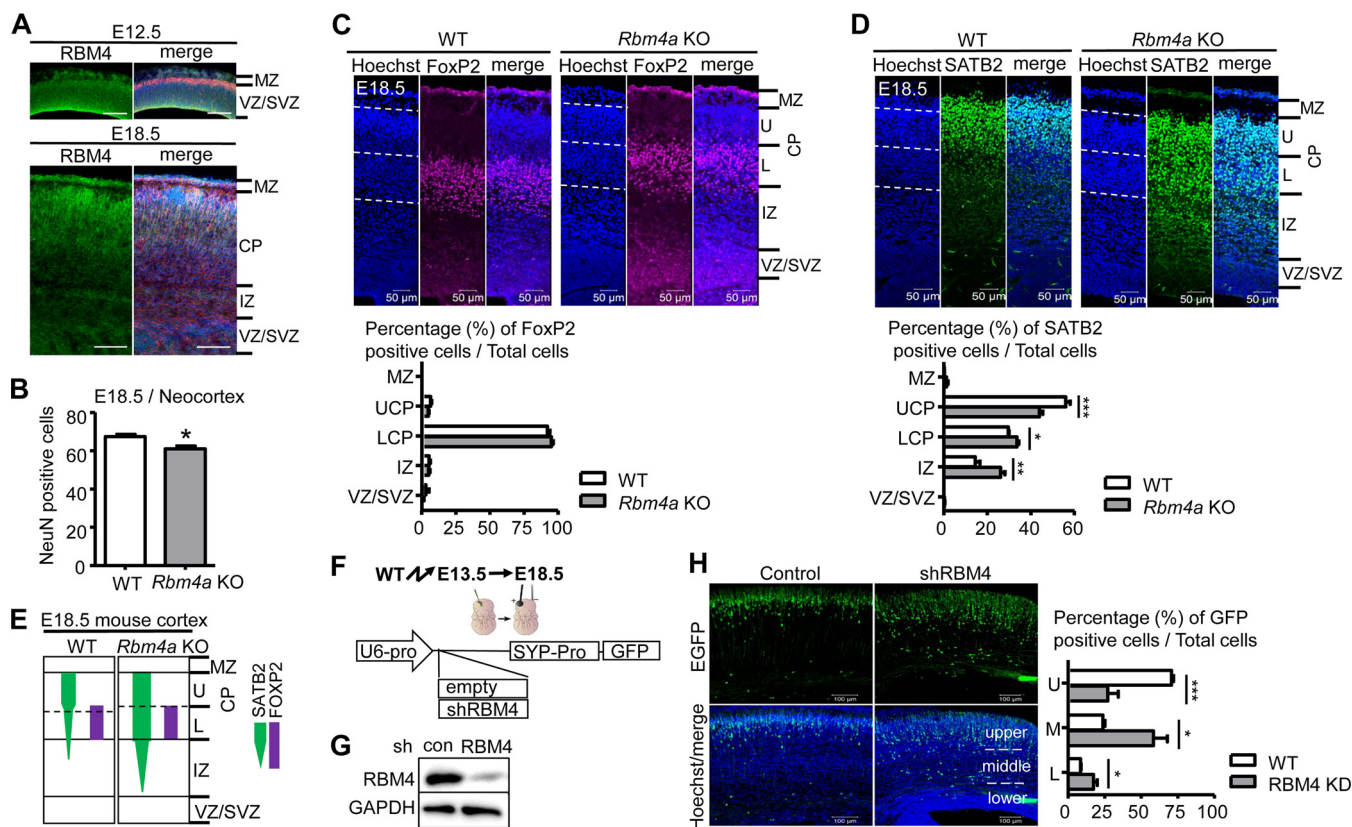 A
E12.5
RBM4 merge
MZ
VZ/SVZ
E18.5
RBM4 merge
MZ
CP
IZ
VZ/SVZ
B
E18.5 / Neocortex
NeuN positive cells
80
60
40
20
0
*
WT Rbm4a KO
C
WT Rbm4a KO
Hoechst FoxP2 merge Hoechst FoxP2 merge
E18.5
MZ
U
CP
L
IZ
VZ/SVZ
50 µm 50 µm 50 µm 50 µm 50 µm 50 µm
Percentage (%) of FoxP2
positive cells / Total cells
MZ
UCP
LCP
IZ
VZ/SVZ
0 25 50 75 100
WT
Rbm4a KO
D
WT Rbm4a KO
Hoechst SATB2 merge Hoechst SATB2 merge
E18.5
MZ
U
CP
L
IZ
VZ/SVZ
50 µm 50 µm 50 µm 50 µm 50 µm 50 µm
Percentage (%) of SATB2
positive cells / Total cells
MZ
UCP
***
LCP
*
IZ
**
VZ/SVZ
0 20 40 60
WT
Rbm4a KO
E
E18.5 mouse cortex
WT Rbm4a KO
MZ
U
CP
L
IZ
VZ/SVZ
SATB2
FOXP2
F
WT E13.5 E18.5
U6-pro SYP-Pro GFP
empty
shRBM4
G
sh con RBM4
RBM4
GAPDH
H
Control shRBM4
EGFP
100 µm 100 µm
Hoechst/merge
upper
middle
lower
100 µm 100 µm
Percentage (%) of GFP
positive cells / Total cells
U
***
M
*
L
*
0 25 50 75 100
WT
RBM4 KD